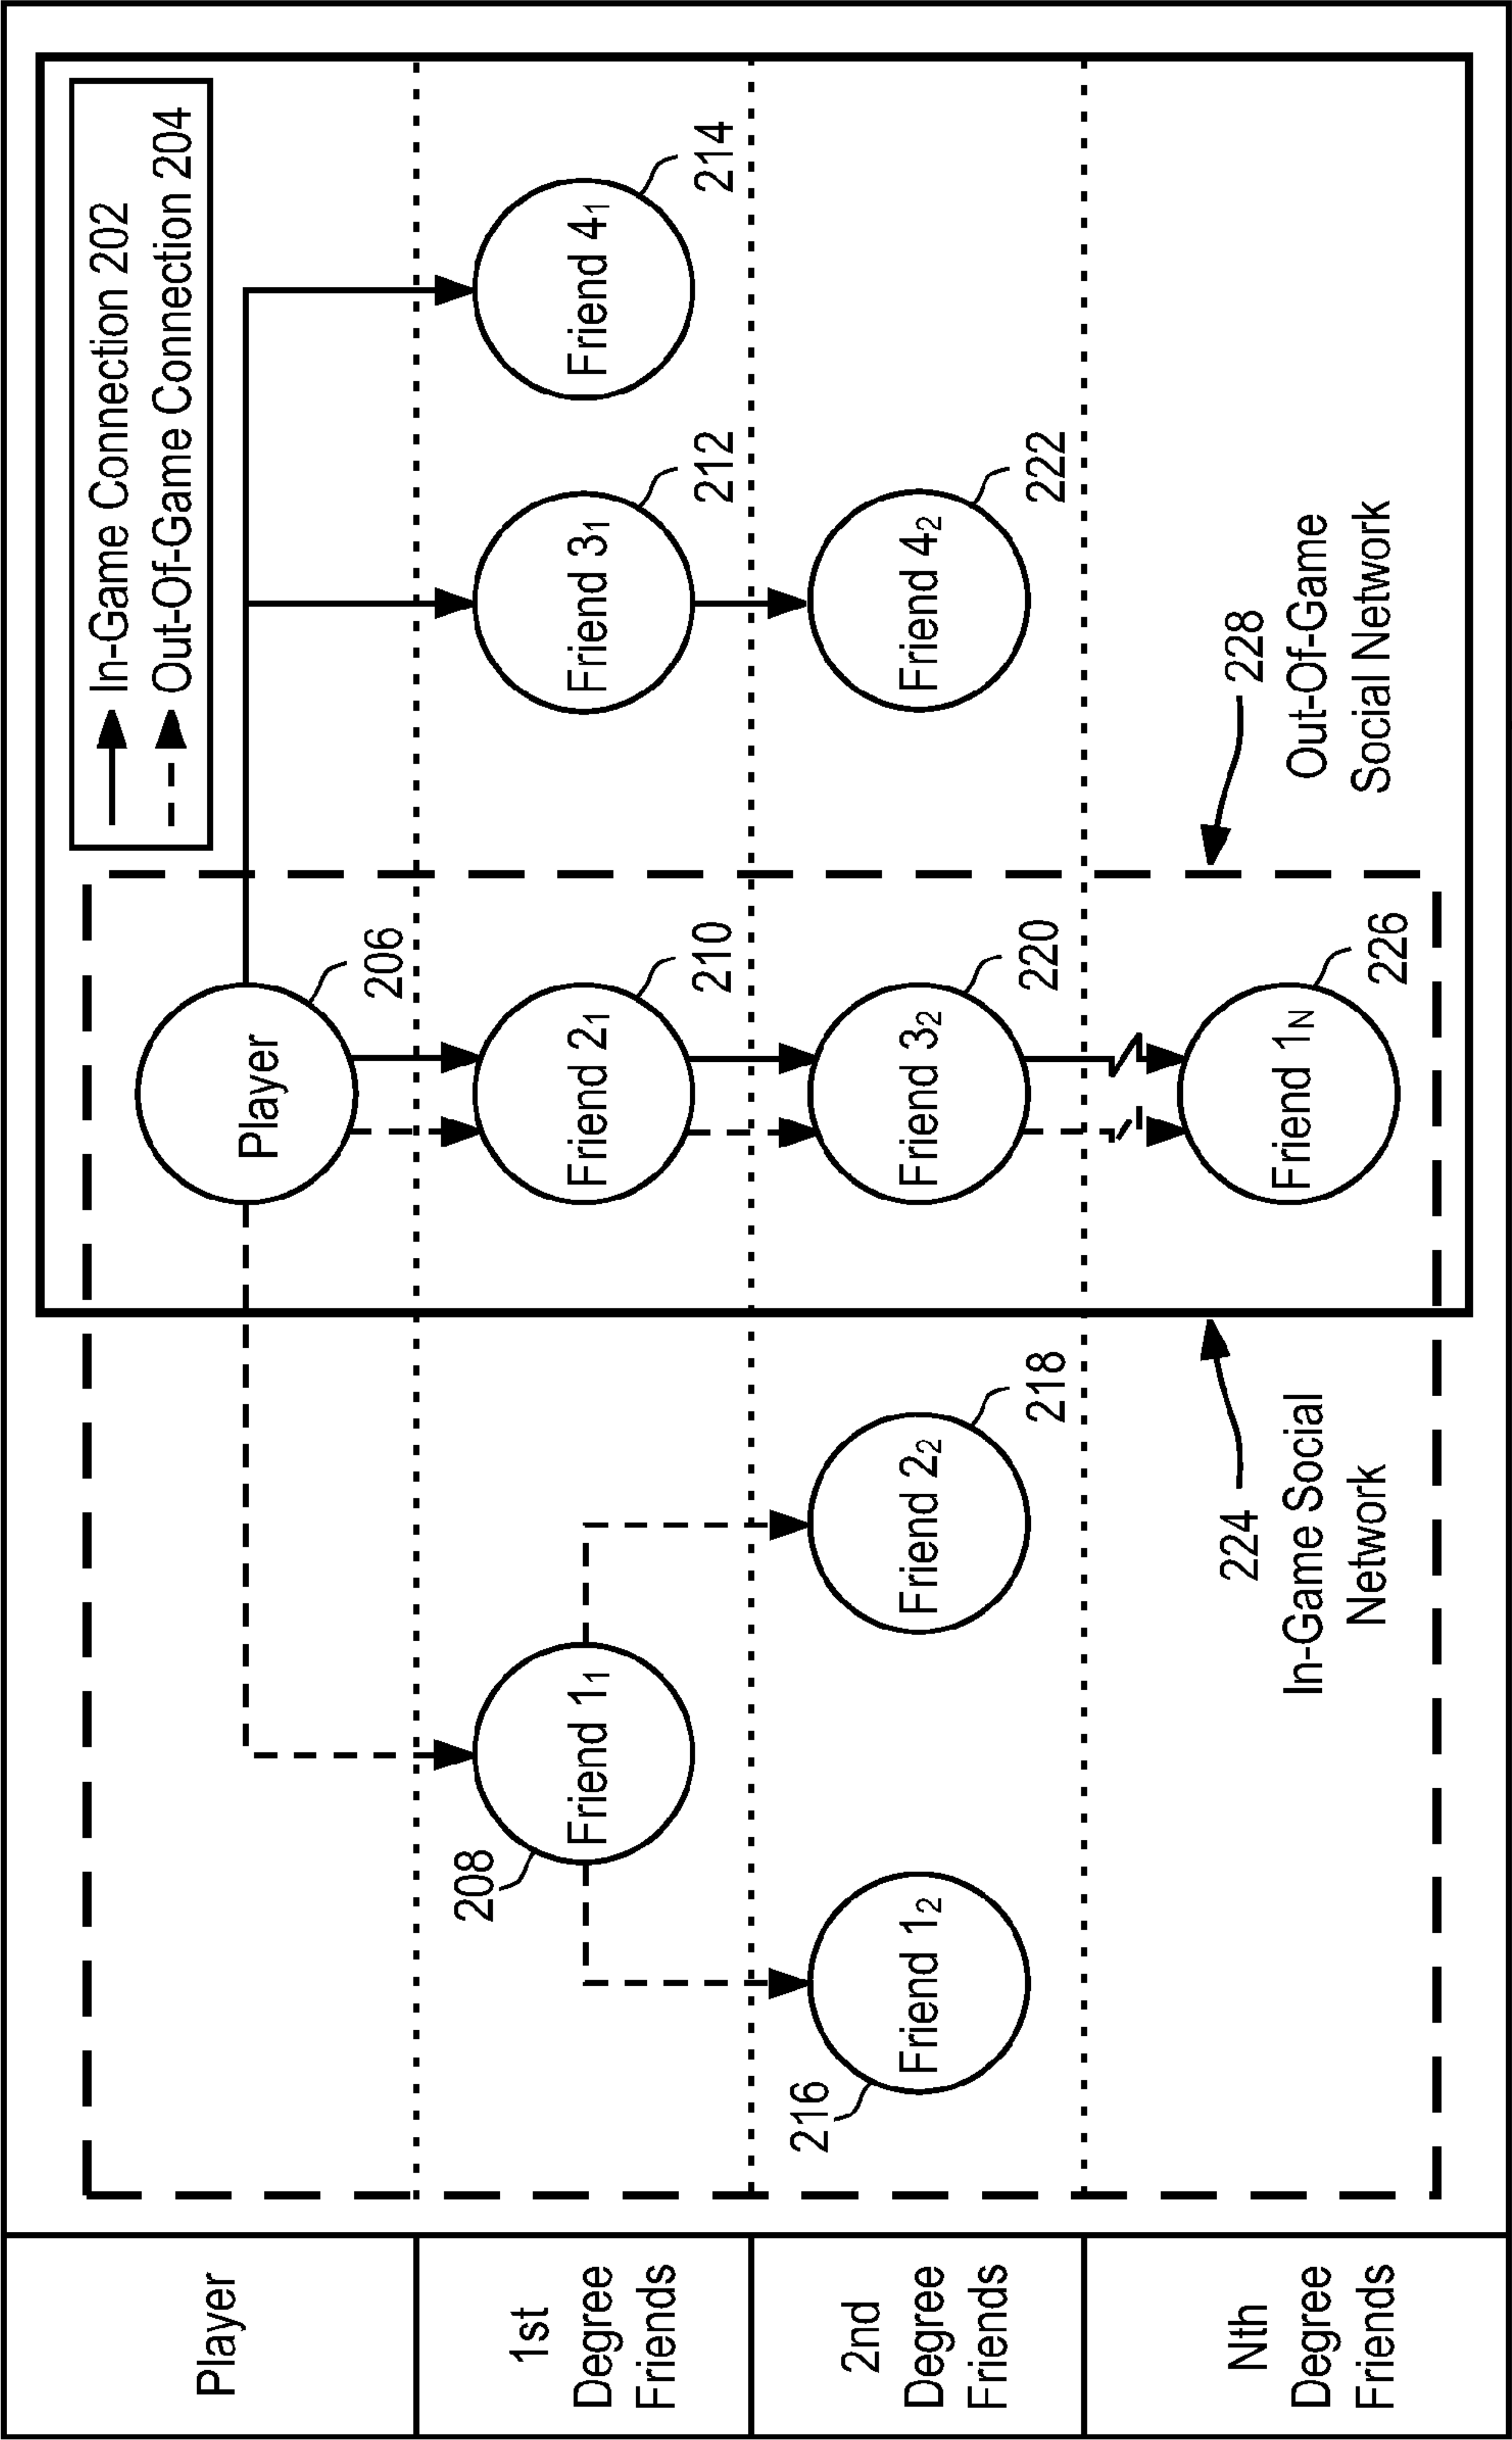 In-Game Connection 202
Out-Of-Game Connection 204
Player
Player
206
1st
Degree
Friends
208
Friend 1₁
Friend 2₁
210
Friend 3₁
212
Friend 4₁
214
2nd
Degree
Friends
216
Friend 1₂
Friend 2₂
218
Friend 3₂
220
Friend 4₂
222
Nth
Degree
Friends
224
In-Game Social
Network
Friend 1N
226
228
Out-Of-Game
Social Network